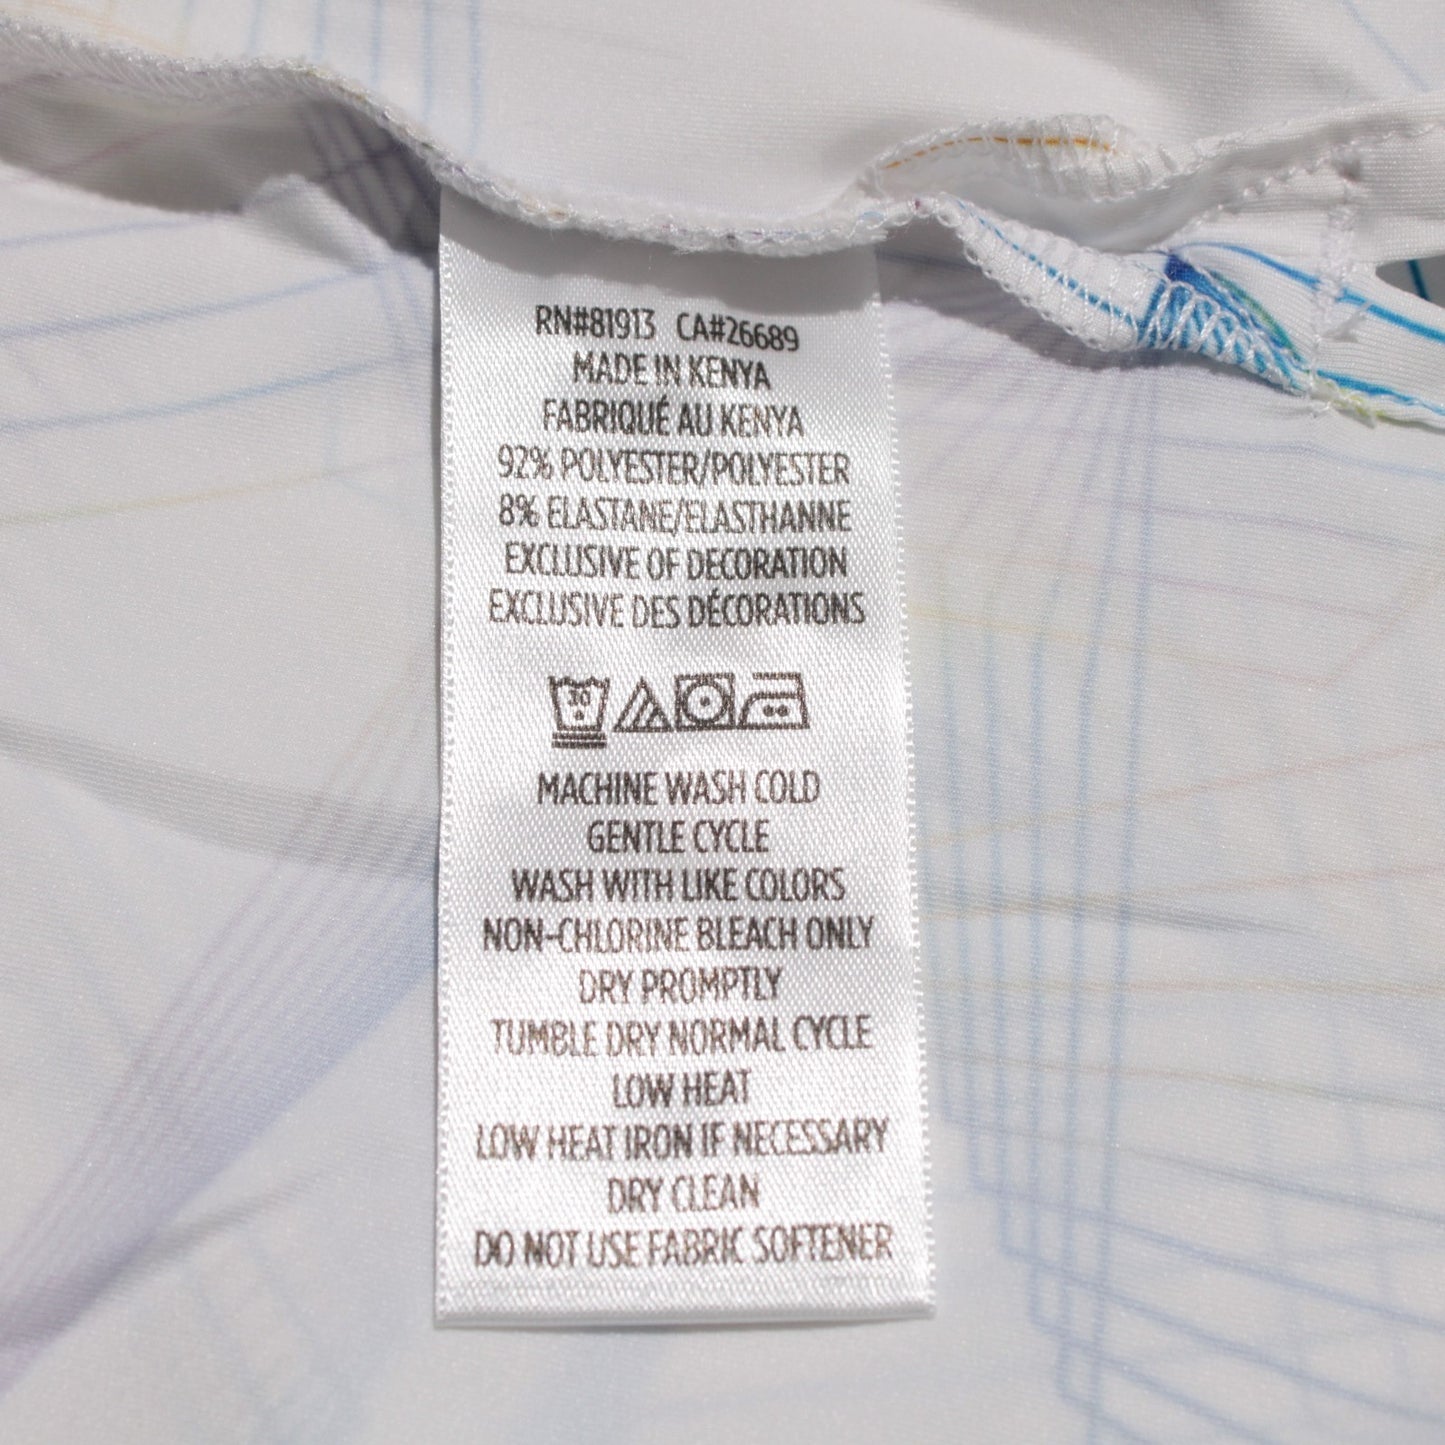 RN#81913 CA#26689
MADE IN KENYA
FABRIQUÉ AU KENYA
92% POLYESTER/POLYESTER
8% ELASTANE/ELASTHANNE
EXCLUSIVE OF DECORATION
EXCLUSIVE DES DÉCORATIONS
30
MACHINE WASH COLD
GENTLE CYCLE
WASH WITH LIKE COLORS
NON-CHLORINE BLEACH ONLY
DRY PROMPTLY
TUMBLE DRY NORMAL CYCLE
LOW HEAT
LOW HEAT IRON IF NECESSARY
DRY CLEAN
DO NOT USE FABRIC SOFTENER